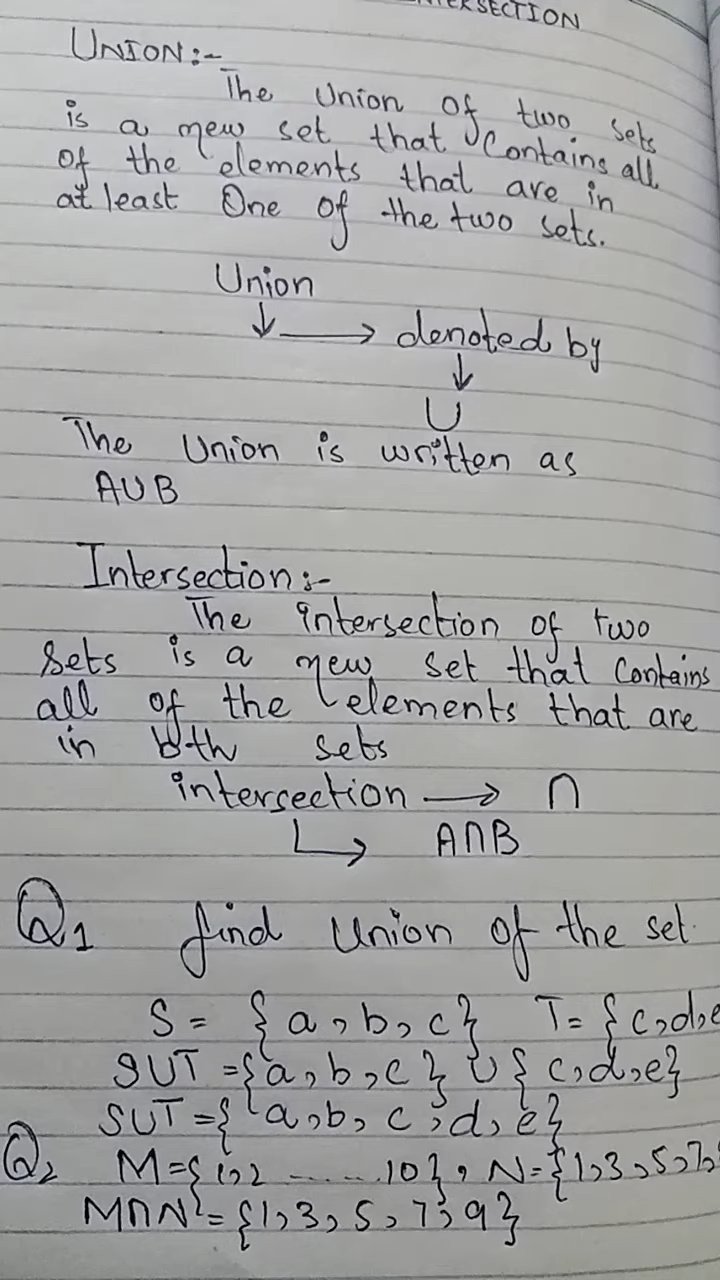 INTERSECTION
UNION:-
The Union of two sets
is a new set that Contains all
of the elements that are in
at least One of the two sets.
Union
↓ → denoted by
↓
U
The Union is written as
AUB
Intersection:-
The intersection of two
Sets is a new set that Contains
all of the elements that are
in both sets
intersection → ∩
↳ A∩B
Q1 find Union of the set.
S = {a, b, c} T = {c, d, e
SUT = {a, b, c} U {c, d, e}
SUT = {a, b, c, d, e}
Q2 M = {1, 2 ...... 10}, N = {1, 3, 5, 7,
M∩N = {1, 3, 5, 7, 9}